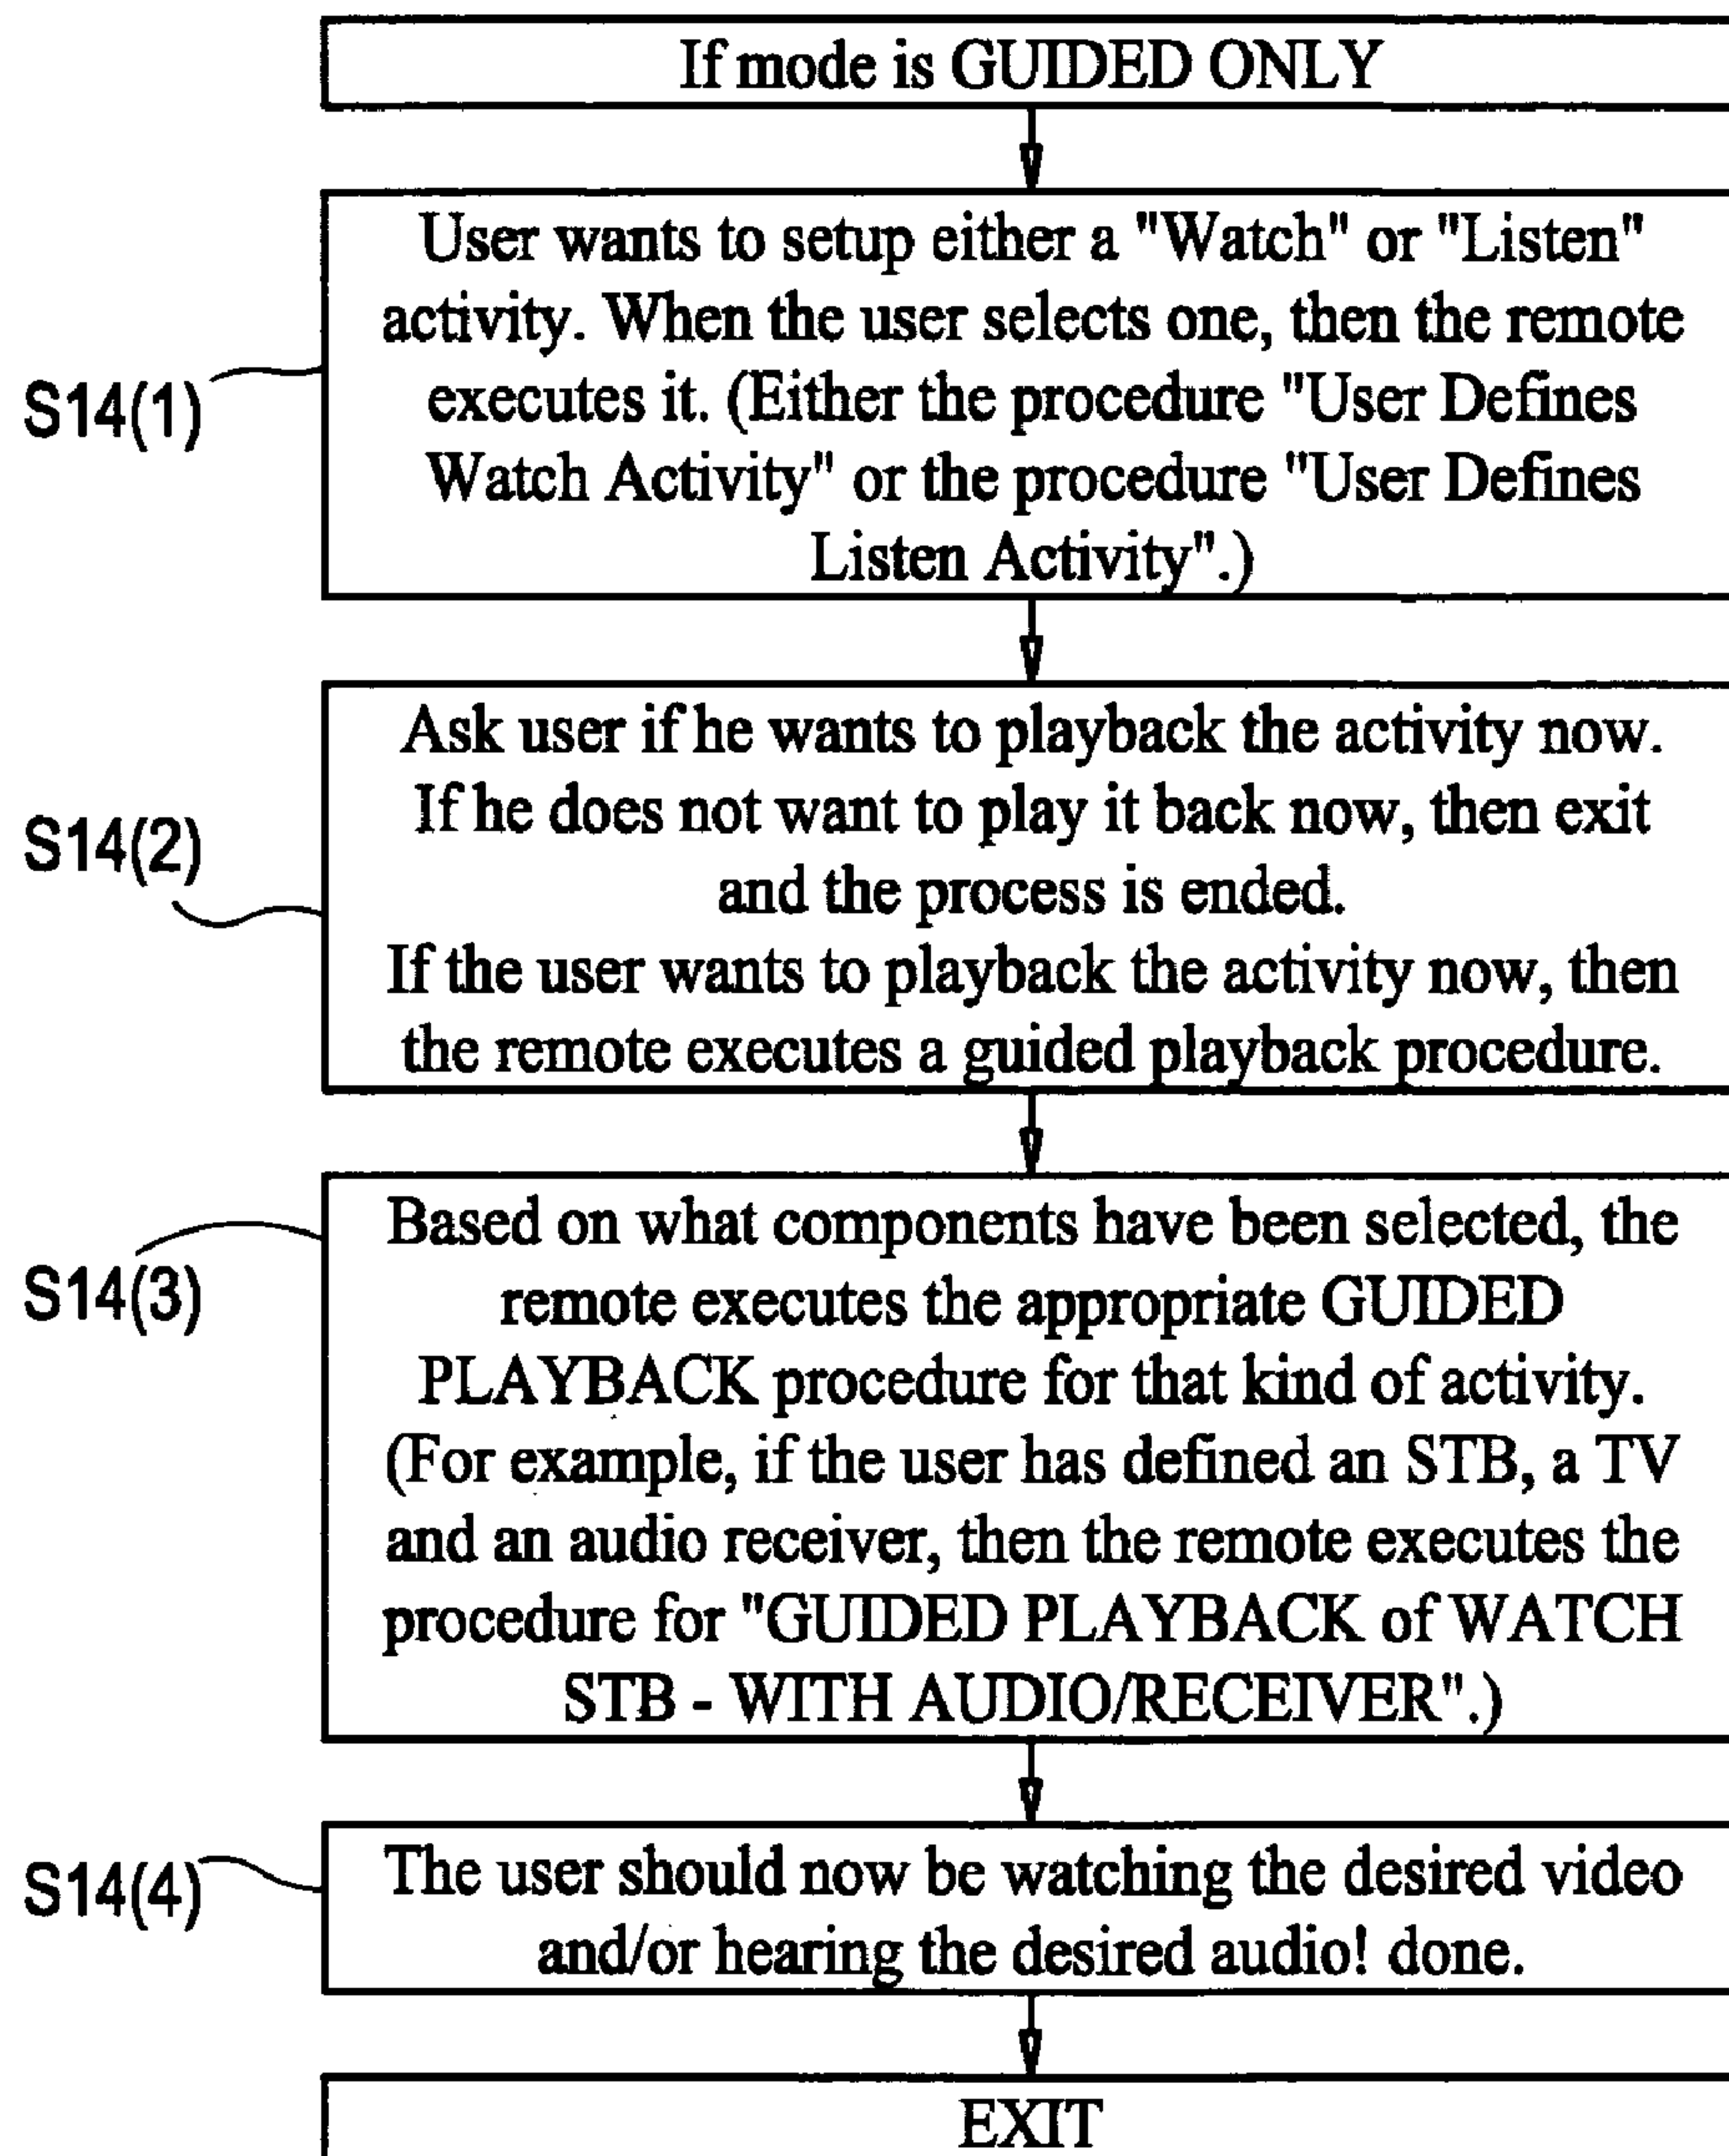 If mode is GUIDED ONLY
S14(1)
User wants to setup either a "Watch" or "Listen"
activity. When the user selects one, then the remote
executes it. (Either the procedure "User Defines
Watch Activity" or the procedure "User Defines
Listen Activity".)
S14(2)
Ask user if he wants to playback the activity now.
If he does not want to play it back now, then exit
and the process is ended.
If the user wants to playback the activity now, then
the remote executes a guided playback procedure.
S14(3)
Based on what components have been selected, the
remote executes the appropriate GUIDED
PLAYBACK procedure for that kind of activity.
(For example, if the user has defined an STB, a TV
and an audio receiver, then the remote executes the
procedure for "GUIDED PLAYBACK of WATCH
STB - WITH AUDIO/RECEIVER".)
S14(4)
The user should now be watching the desired video
and/or hearing the desired audio! done.
EXIT